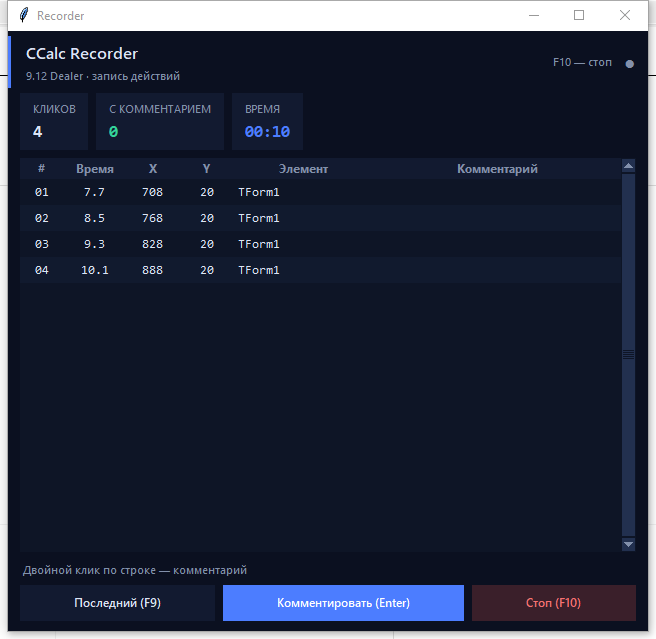 Recorder
CCalc Recorder
9.12 Dealer · запись действий
F10 — стоп
КЛИКОВ
4
С КОММЕНТАРИЕМ
0
ВРЕМЯ
00:10
# Время X Y Элемент Комментарий
01 7.7 708 20 TForm1
02 8.5 768 20 TForm1
03 9.3 828 20 TForm1
04 10.1 888 20 TForm1
Двойной клик по строке — комментарий
Последний (F9)
Комментировать (Enter)
Стоп (F10)